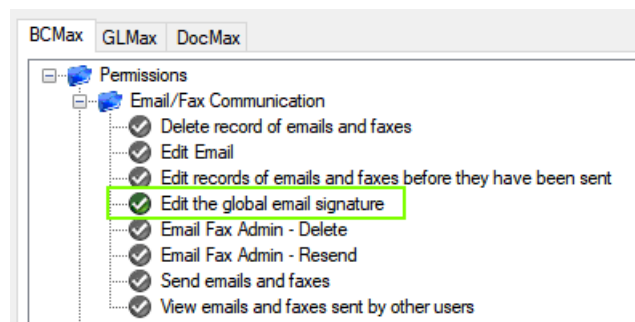 BCMax GLMax DocMax
Permissions
Email/Fax Communication
Delete record of emails and faxes
Edit Email
Edit records of emails and faxes before they have been sent
Edit the global email signature
Email Fax Admin - Delete
Email Fax Admin - Resend
Send emails and faxes
View emails and faxes sent by other users